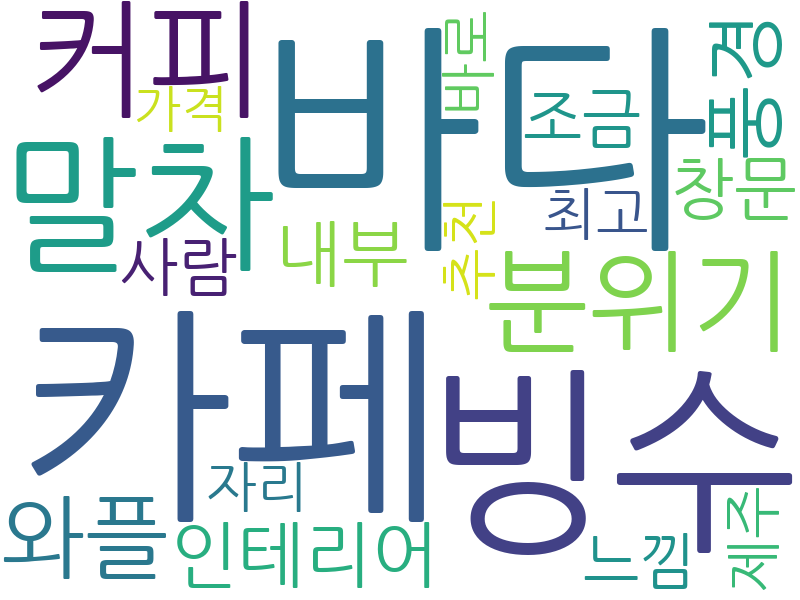 커피
바다
바로
풍경
가격
조금
말차
창문
추천
최고
내부
사람
분위기
카페
빙수
자리
와플
인테리어
느낌
제주